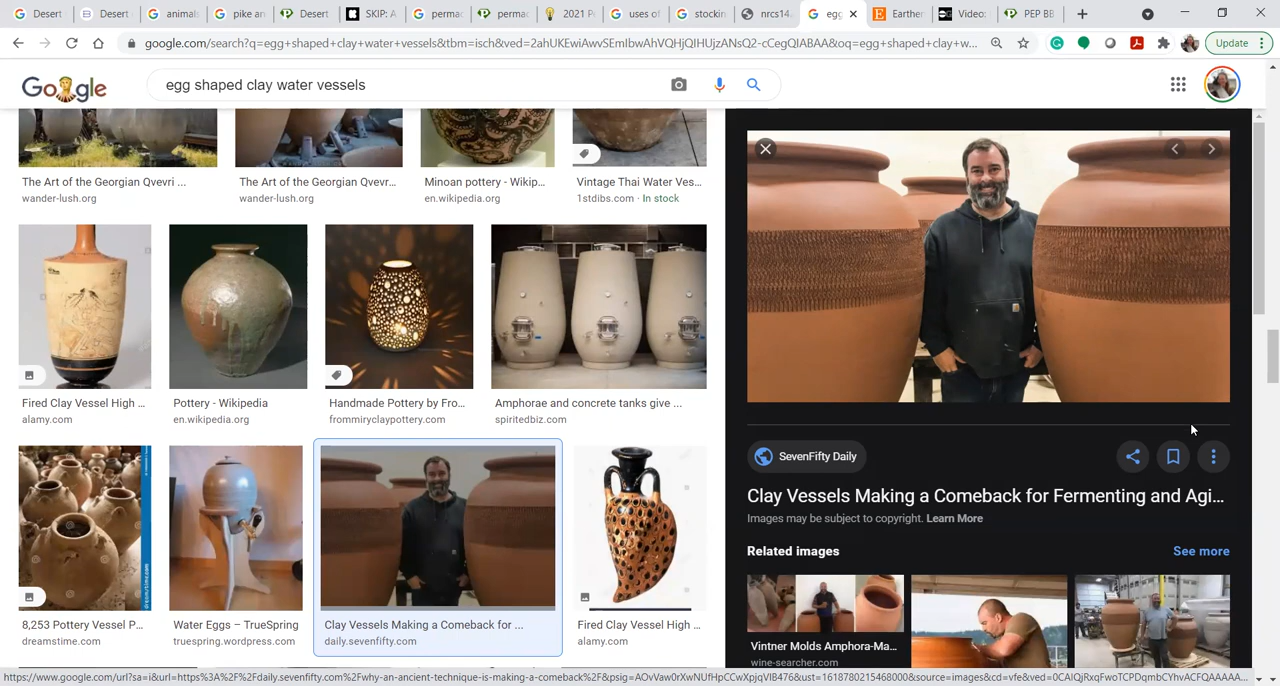 Desert
Desert
animals
pike an
Desert
SKIP: A
permac
permac
2021 P
uses of
stockin
nrcs14
egg
Earther
Video:
PEP BB
google.com/search?q=egg+shaped+clay+water+vessels&tbm=isch&ved=2ahUKEwiAwvSEmIbwAhVQHjQIHUjzANsQ2-cCegQIABAA&oq=egg+shaped+clay+w...
Update
egg shaped clay water vessels
The Art of the Georgian Qvevri ...
wander-lush.org
The Art of the Georgian Qvevr...
wander-lush.org
Minoan pottery - Wikip...
en.wikipedia.org
Vintage Thai Water Ves...
1stdibs.com · In stock
Fired Clay Vessel High ...
alamy.com
Pottery - Wikipedia
en.wikipedia.org
Handmade Pottery by Fro...
frommiryclaypottery.com
Amphorae and concrete tanks give ...
spiritedbiz.com
8,253 Pottery Vessel P...
dreamstime.com
Water Eggs – TrueSpring
truespring.wordpress.com
Clay Vessels Making a Comeback for ...
daily.sevenfifty.com
Fired Clay Vessel High ...
alamy.com
SevenFifty Daily
Clay Vessels Making a Comeback for Fermenting and Agi...
Images may be subject to copyright. Learn More
Related images
See more
Vintner Molds Amphora-Ma...
wine-searcher.com